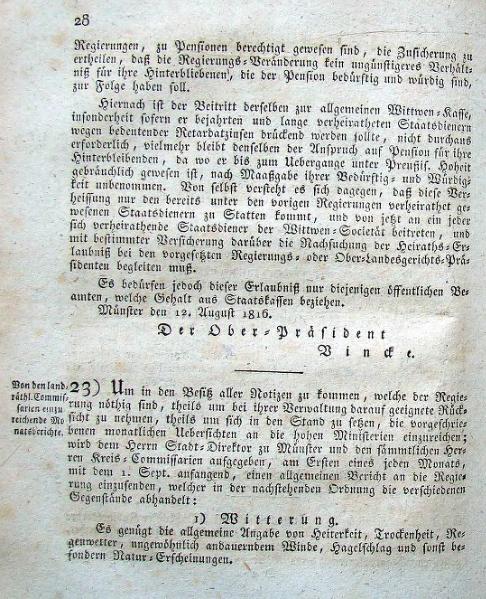 28
Regierungen, zu Pensionen berechtigt gewesen sind, die Zusicherung zu
ertheilen, daß die Regierungs-Veränderung kein ungünstigeres Verhält-
niß für ihre Hinterbliebenen, die der Pension bedürftig und würdig sind,
zur Folge haben soll.
Hiernach ist der Beitritt derselben zur allgemeinen Wittwen-Kasse,
insonderheit sofern er bejahrten und lange verheiratheten Staatsdienern
wegen bedeutender Retardatzinsen drückend werden sollte, nicht durchaus
erforderlich, vielmehr bleibt denselben der Anspruch auf Pension für ihre
Hinterbleibenden, da wo er bis zum Uebergange unter Preußis. Hoheit
gebräuchlich gewesen ist, nach Maaßgabe ihrer Bedürftig- und Würdig-
keit unbenommen. Von selbst versteht es sich dagegen, daß diese Ver-
heissung nur den bereits unter den vorigen Regierungen verheirathet ge-
wesenen Staatsdienern zu Statten kommt, und von jetzt an ein jeder
sich verheirathende Staatsdiener der Wittwen-Societät beitreten, und
mit bestimmter Versicherung darüber die Nachsuchung der Heiraths-Er-
laubniß bei den vorgesetzten Regierungs- oder Ober-Landesgerichts-Prä-
sidenten begleiten muß.
Es bedürfen jedoch dieser Erlaubniß nur diejenigen öffentlichen Be-
amten, welche Gehalt aus Staatskassen beziehen.
Münster den 12. August 1816.
Der Ober-Präsident
Vincke.
Von den land-
räthl. Commis-
sarien einzu-
reichende Mo-
natsberichte.
23) Um in den Besitz aller Notizen zu kommen, welche der Regie-
rung nöthig sind, theils um bei ihrer Verwaltung darauf geeignete Rück-
sicht zu nehmen, theils um sich in den Stand zu setzen, die vorgeschrie-
benen monatlichen Uebersichten an die hohen Ministerien einzureichen;
wird dem Herrn Stadt-Direktor zu Münster und den sämmtlichen Her-
ren Kreis-Commissarien aufgegeben, am Ersten eines jeden Monats,
mit dem 1. Sept. anfangend, einen allgemeinen Bericht an die Regie-
rung einzusenden, welcher in der nachstehenden Ordnung die verschiedenen
Gegenstände abhandelt:
1) Witterung.
Es genügt die allgemeine Angabe von Heiterkeit, Trockenheit, Re-
genwetter, ungewöhnlich andauerndem Winde, Hagelschlag und sonst be-
sondern Natur-Erscheinungen.